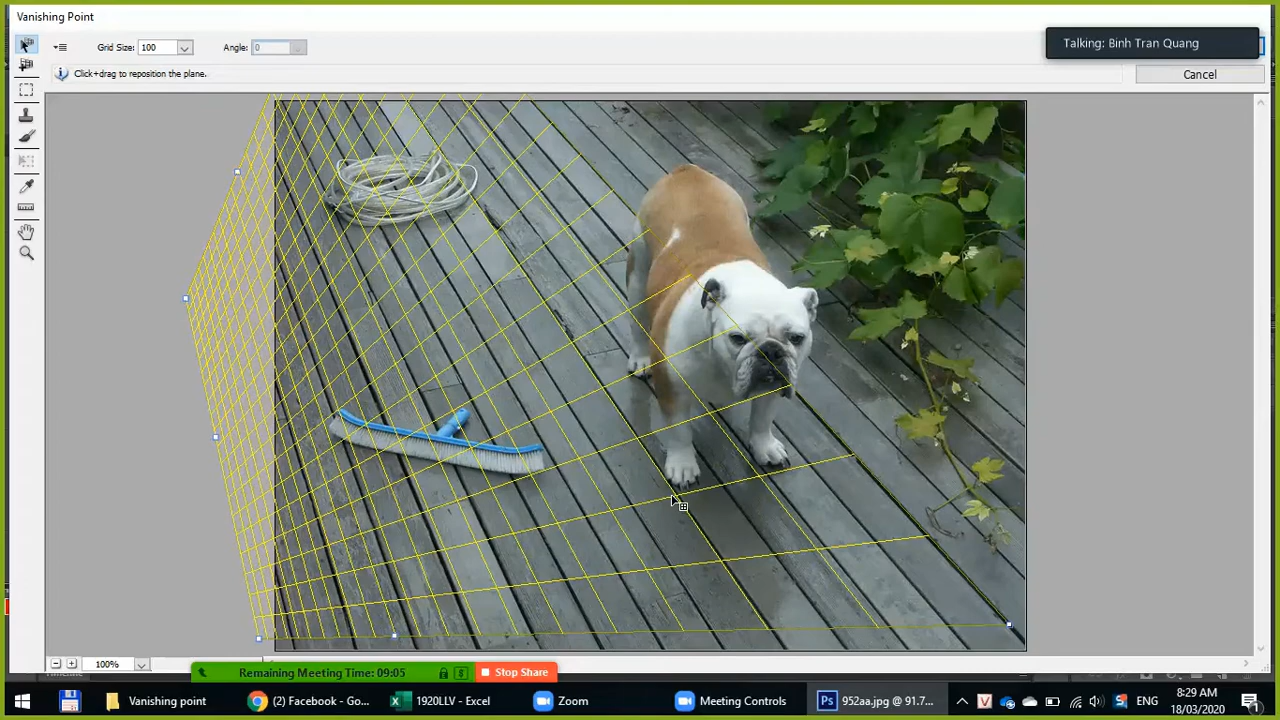 Vanishing Point
Grid Size: 100
Angle: 0
Talking: Binh Tran Quang
Click+drag to reposition the plane.
Cancel
100%
Remaining Meeting Time: 09:05
Stop Share
Vanishing point
(2) Facebook - Go...
1920LLV - Excel
Zoom
Meeting Controls
952aa.jpg @ 91.7...
ENG
8:29 AM
18/03/2020